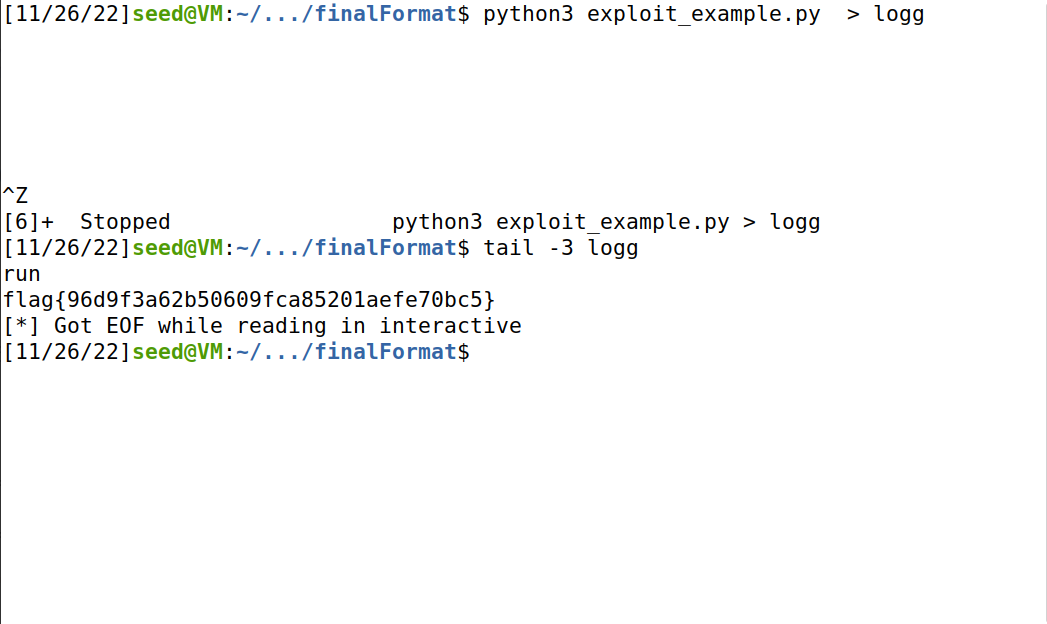 [11/26/22]seed@VM:~/.../finalFormat$ python3 exploit_example.py  > logg
^Z
[6]+  Stopped                 python3 exploit_example.py > logg
[11/26/22]seed@VM:~/.../finalFormat$ tail -3 logg
run
flag{96d9f3a62b50609fca85201aefe70bc5}
[*] Got EOF while reading in interactive
[11/26/22]seed@VM:~/.../finalFormat$